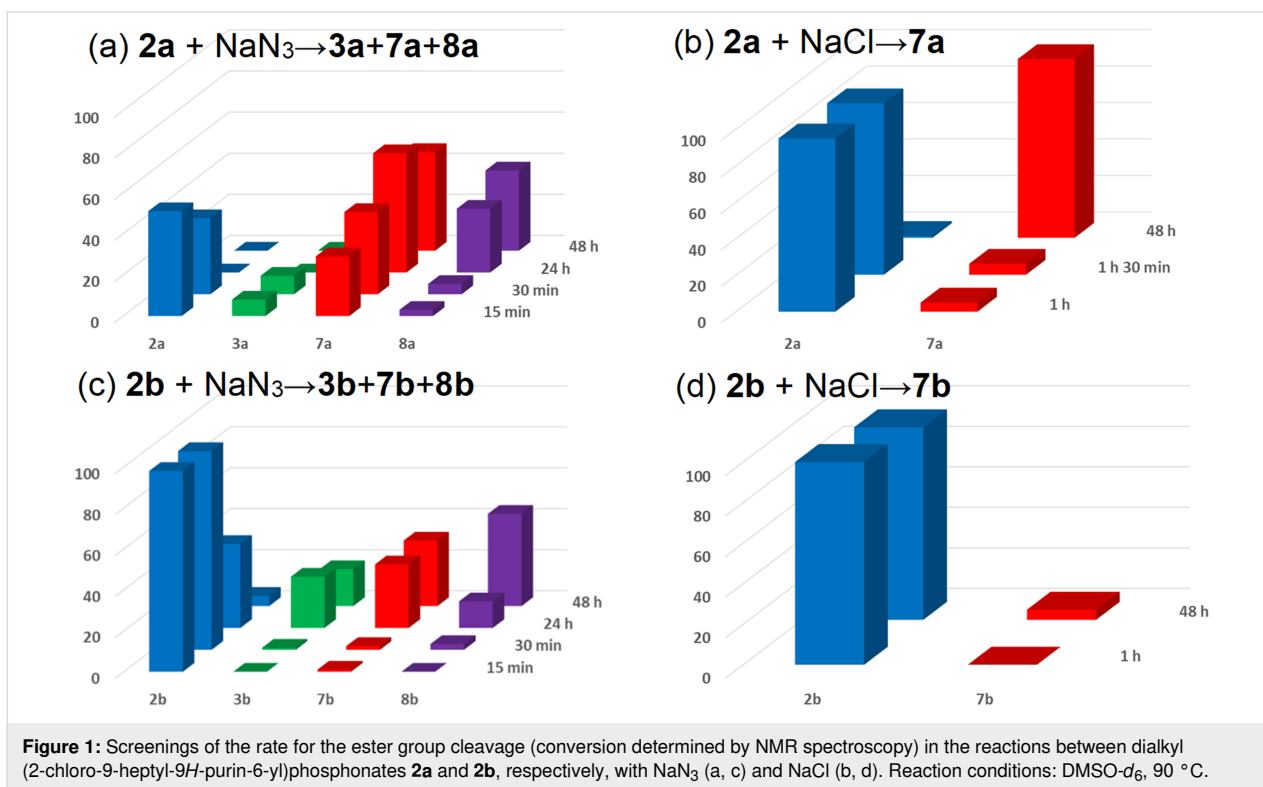 (a) 2a + NaN₃→3a+7a+8a
100
80
60
40
20
0
2a
3a
7a
8a
48 h
24 h
30 min
15 min
(b) 2a + NaCl→7a
100
80
60
40
20
0
2a
7a
48 h
1 h 30 min
1 h
(c) 2b + NaN₃→3b+7b+8b
100
80
60
40
20
0
2b
3b
7b
8b
48 h
24 h
30 min
15 min
(d) 2b + NaCl→7b
100
80
60
40
20
0
2b
7b
48 h
1 h
Figure 1: Screenings of the rate for the ester group cleavage (conversion determined by NMR spectroscopy) in the reactions between dialkyl
(2-chloro-9-heptyl-9H-purin-6-yl)phosphonates 2a and 2b, respectively, with NaN₃ (a, c) and NaCl (b, d). Reaction conditions: DMSO-d₆, 90 °C.